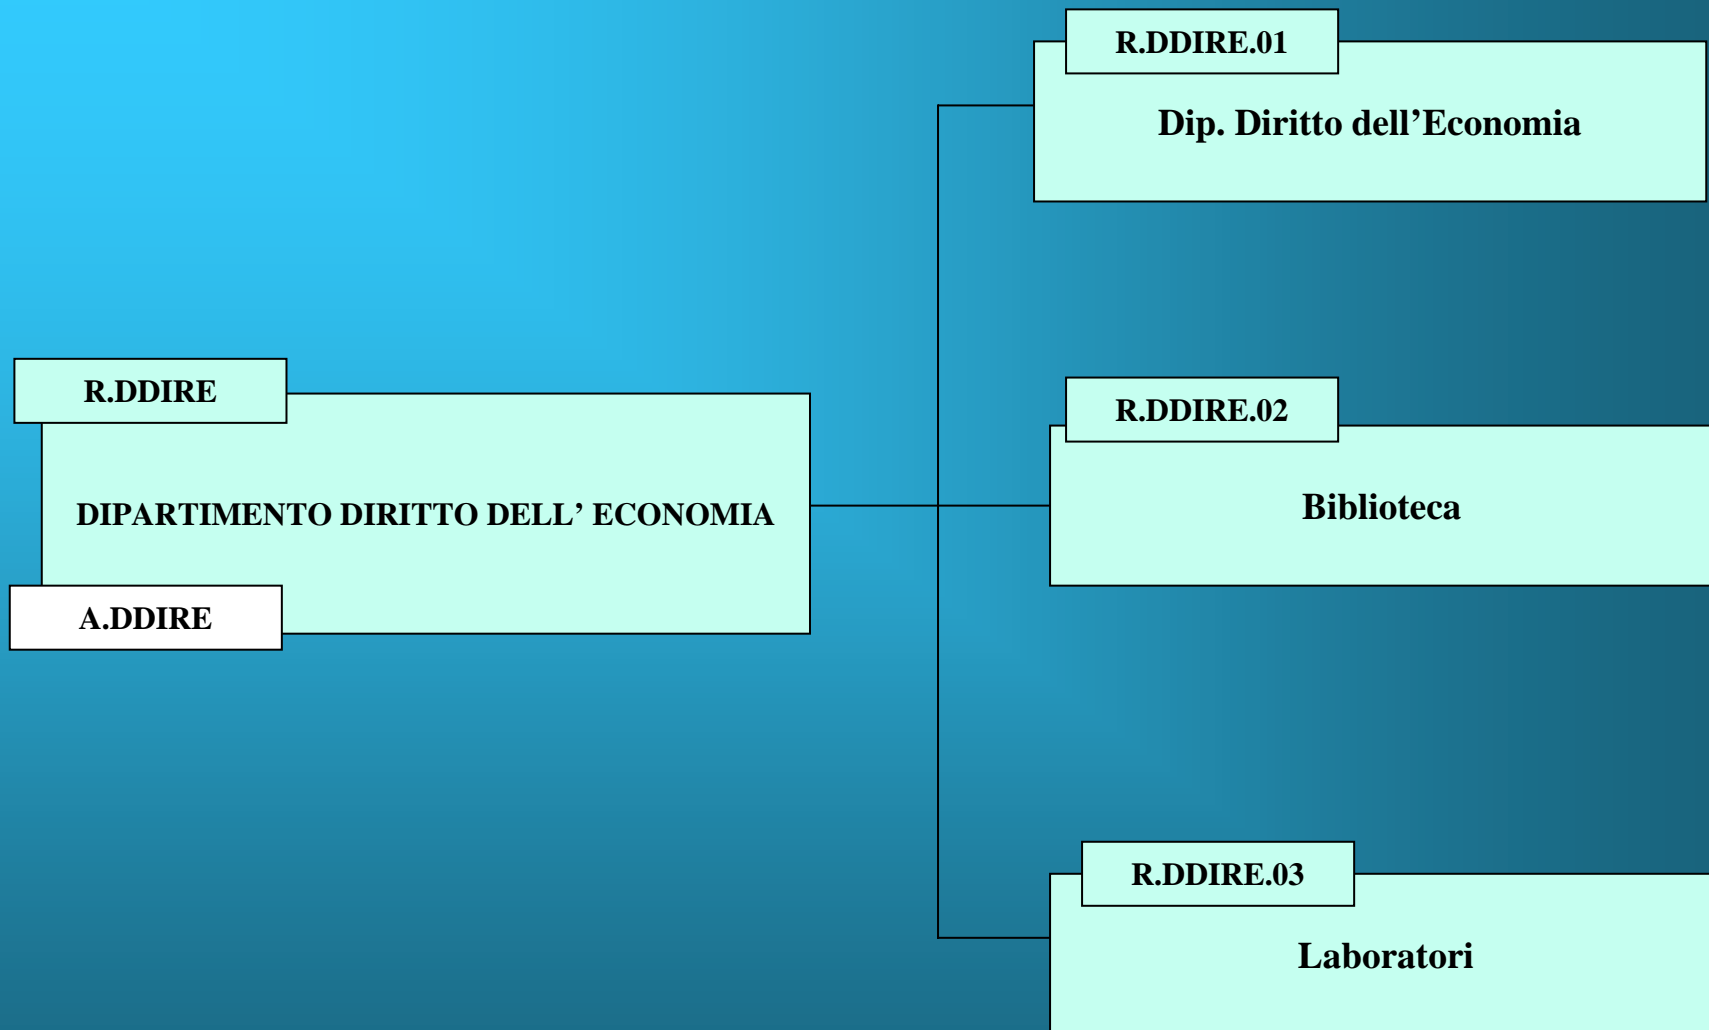 R.DDIRE.01
Dip. Diritto dell’Economia
R.DDIRE
DIPARTIMENTO DIRITTO DELL’ ECONOMIA
A.DDIRE
R.DDIRE.02
Biblioteca
R.DDIRE.03
Laboratori